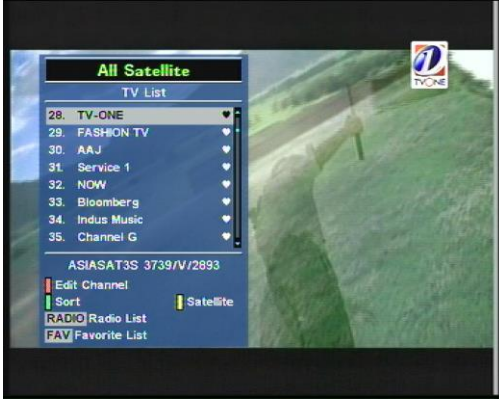 All Satellite
TV List
28. TV-ONE
29. FASHION TV
30. AAJ
31. Service 1
32. NOW
33. Bloomberg
34. Indus Music
35. Channel G
ASIASAT3S 3739/V/2893
Edit Channel
Sort Satellite
RADIO Radio List
FAV Favorite List
TVONE